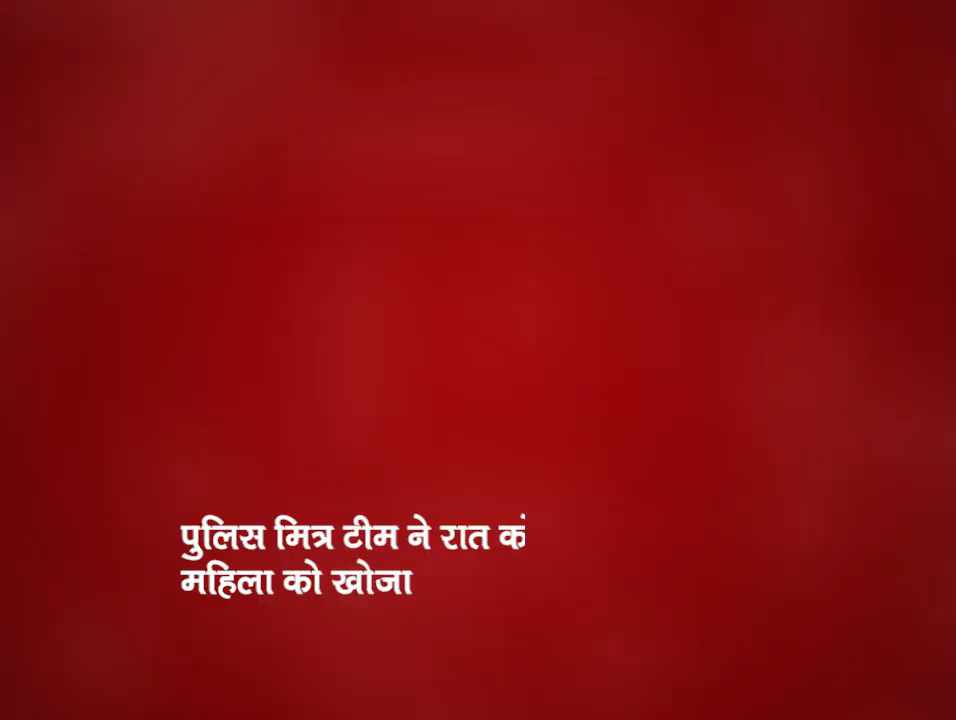 पुलिस मित्र टीम ने रात
महिला को खोजा